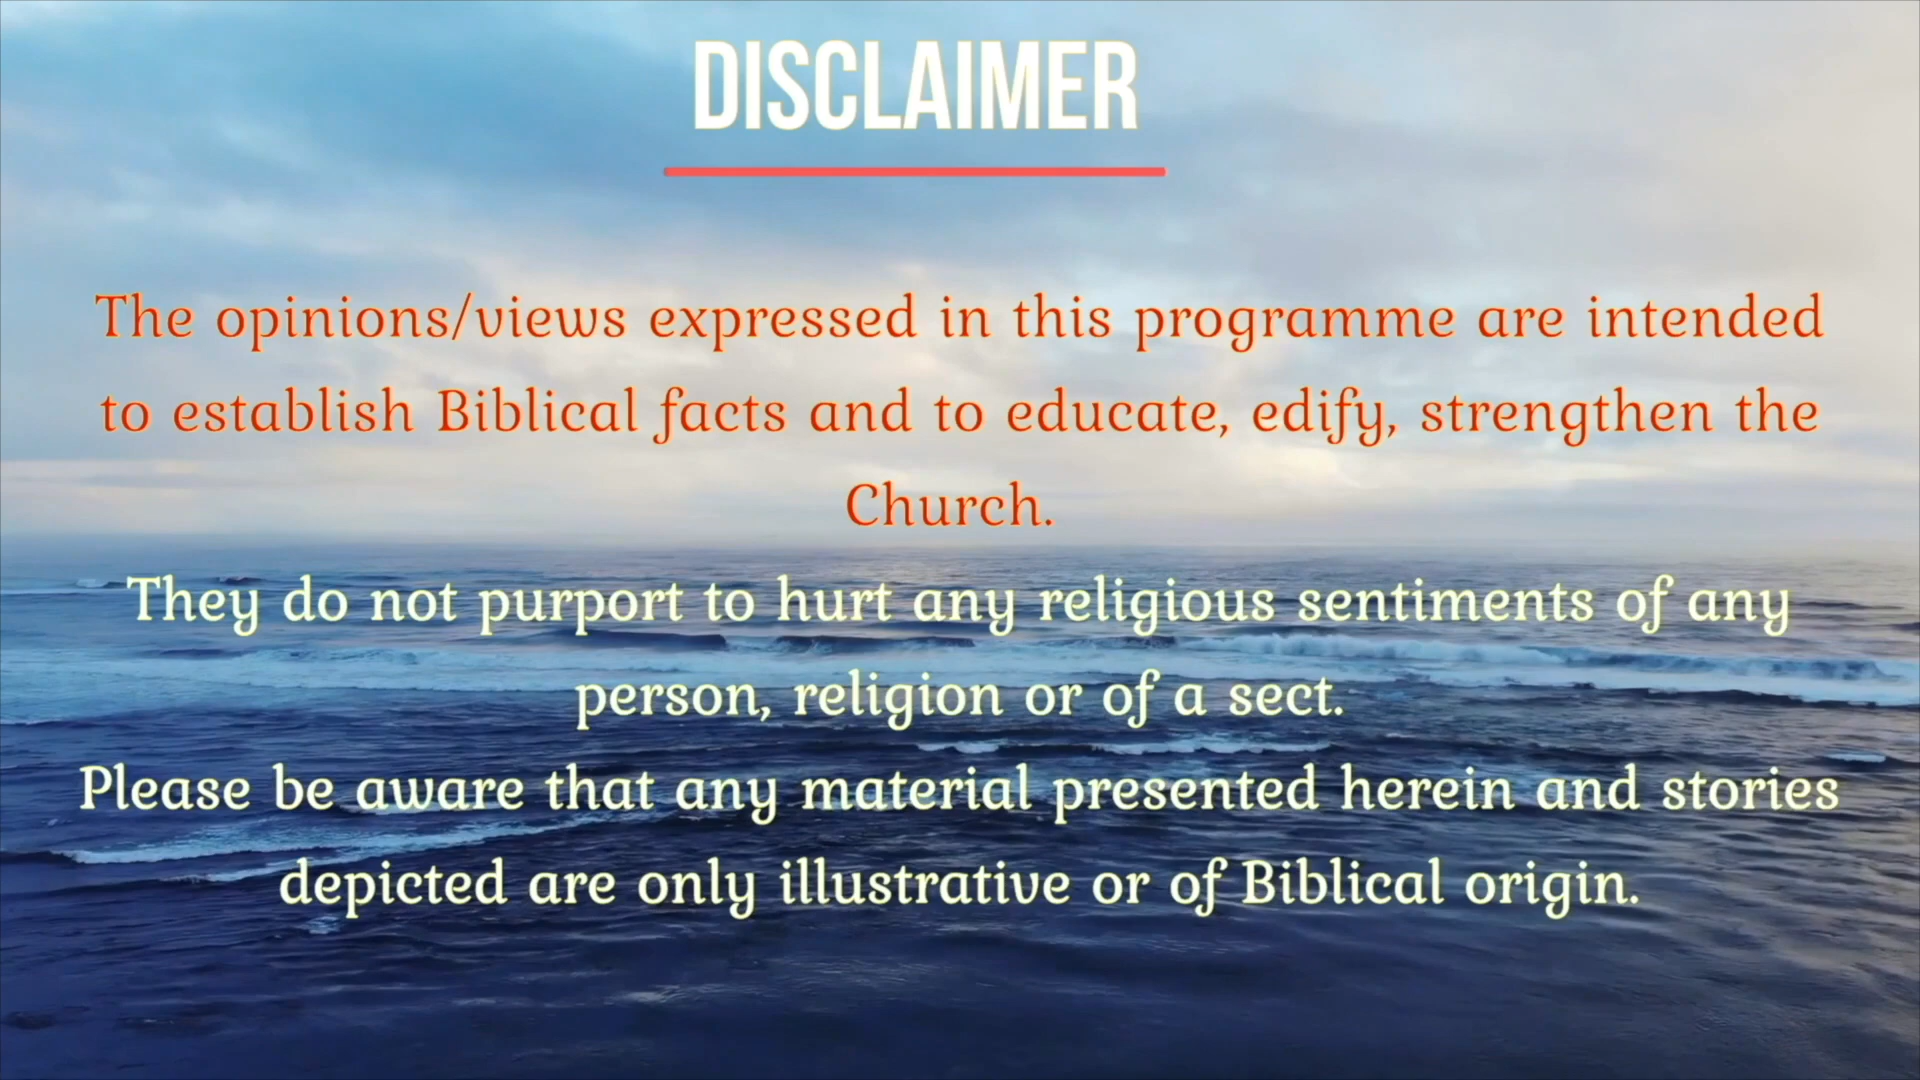 DISCLAIMER
The opinions/views expressed in this programme are intended
to establish Biblical facts and to educate, edify, strengthen the
Church.
They do not purport to hurt any religious sentiments of any
person, religion or of a sect.
Please be aware that any material presented herein and stories
depicted are only illustrative or of Biblical origin.